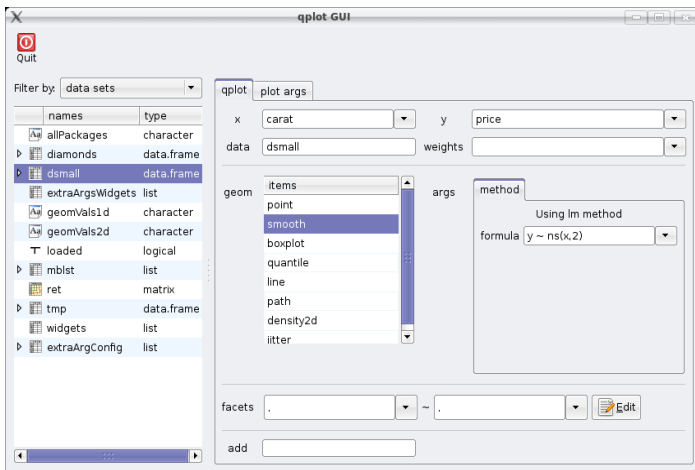 qplot GUI
Quit
Filter by: data sets
names type
allPackages character
diamonds data.frame
dsmall data.frame
extraArgsWidgets list
geomVals1d character
geomVals2d character
loaded logical
mblst list
ret matrix
tmp data.frame
widgets list
extraArgConfig list
qplot plot args
x carat y price
data dsmall weights
geom items
point
smooth
boxplot
quantile
line
path
density2d
jitter
args method
Using lm method
formula y ~ ns(x,2)
facets . ~ . Edit
add